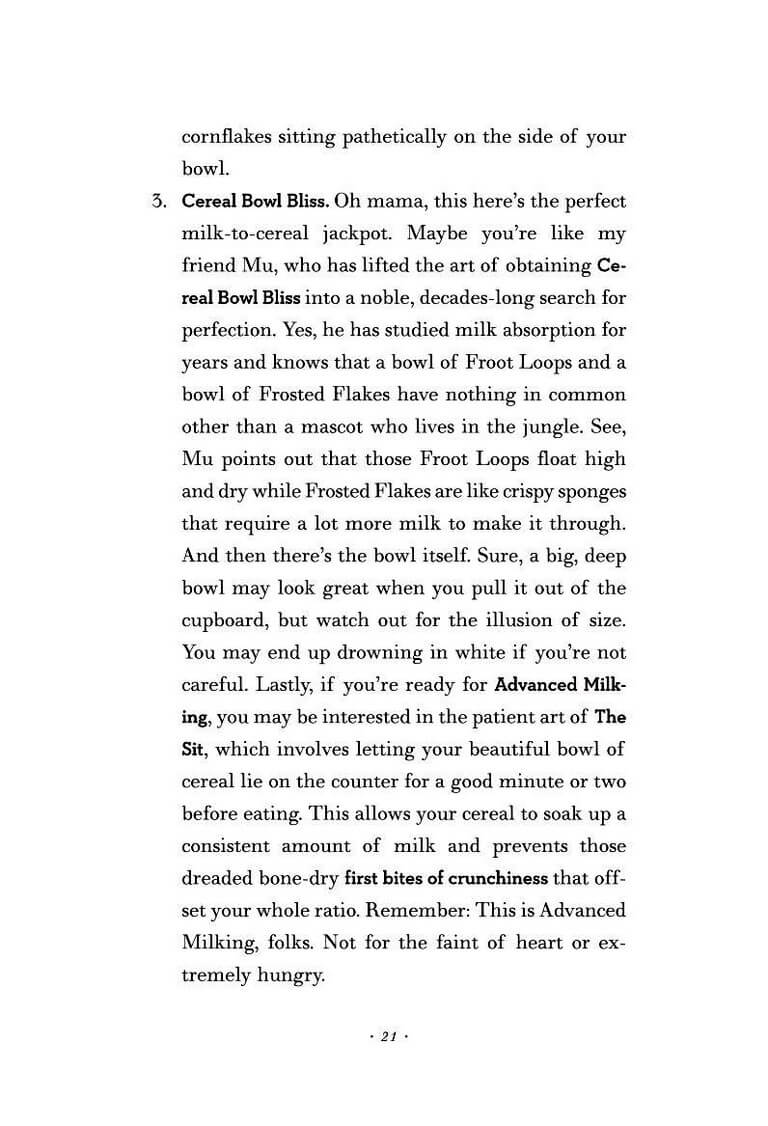 cornflakes sitting pathetically on the side of your
bowl.
3. Cereal Bowl Bliss. Oh mama, this here’s the perfect
milk-to-cereal jackpot. Maybe you’re like my
friend Mu, who has lifted the art of obtaining Ce-
real Bowl Bliss into a noble, decades-long search for
perfection. Yes, he has studied milk absorption for
years and knows that a bowl of Froot Loops and a
bowl of Frosted Flakes have nothing in common
other than a mascot who lives in the jungle. See,
Mu points out that those Froot Loops float high
and dry while Frosted Flakes are like crispy sponges
that require a lot more milk to make it through.
And then there’s the bowl itself. Sure, a big, deep
bowl may look great when you pull it out of the
cupboard, but watch out for the illusion of size.
You may end up drowning in white if you’re not
careful. Lastly, if you’re ready for Advanced Milk-
ing, you may be interested in the patient art of The
Sit, which involves letting your beautiful bowl of
cereal lie on the counter for a good minute or two
before eating. This allows your cereal to soak up a
consistent amount of milk and prevents those
dreaded bone-dry first bites of crunchiness that off-
set your whole ratio. Remember: This is Advanced
Milking, folks. Not for the faint of heart or ex-
tremely hungry.
· 21 ·